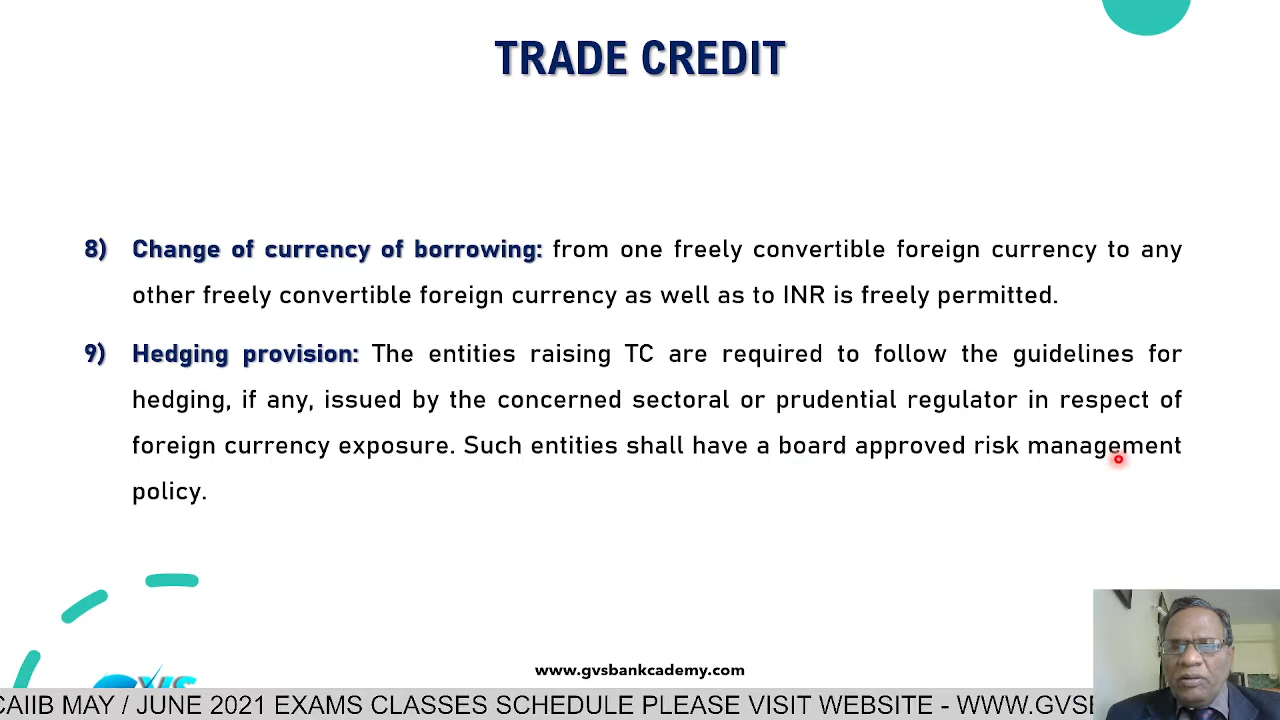 TRADE CREDIT
8) Change of currency of borrowing: from one freely convertible foreign currency to any
other freely convertible foreign currency as well as to INR is freely permitted.
9) Hedging provision: The entities raising TC are required to follow the guidelines for
hedging, if any, issued by the concerned sectoral or prudential regulator in respect of
foreign currency exposure. Such entities shall have a board approved risk management
policy.
GVS
www.gvsbankcademy.com
CAIIB MAY / JUNE 2021 EXAMS CLASSES SCHEDULE PLEASE VISIT WEBSITE - WWW.GVS